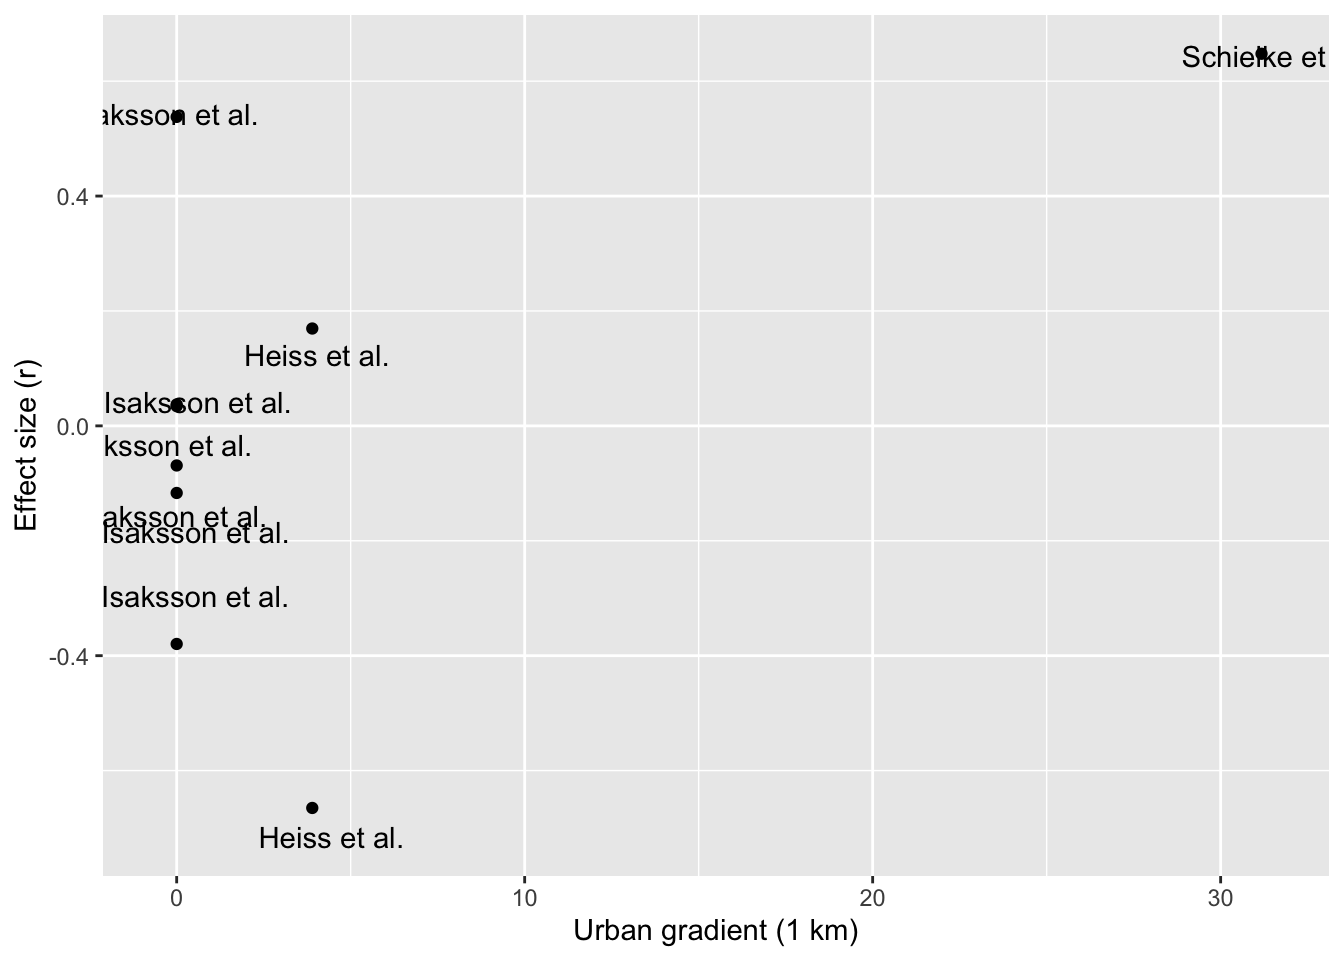 Schielke et
aksson et al.
0.4
Heiss et al.
Isaksson et al.
0.0
ksson et al.
aksson et al.
Isaksson et al.
Isaksson et al.
-0.4
Heiss et al.
0 10 20 30
Urban gradient (1 km)
Effect size (r)